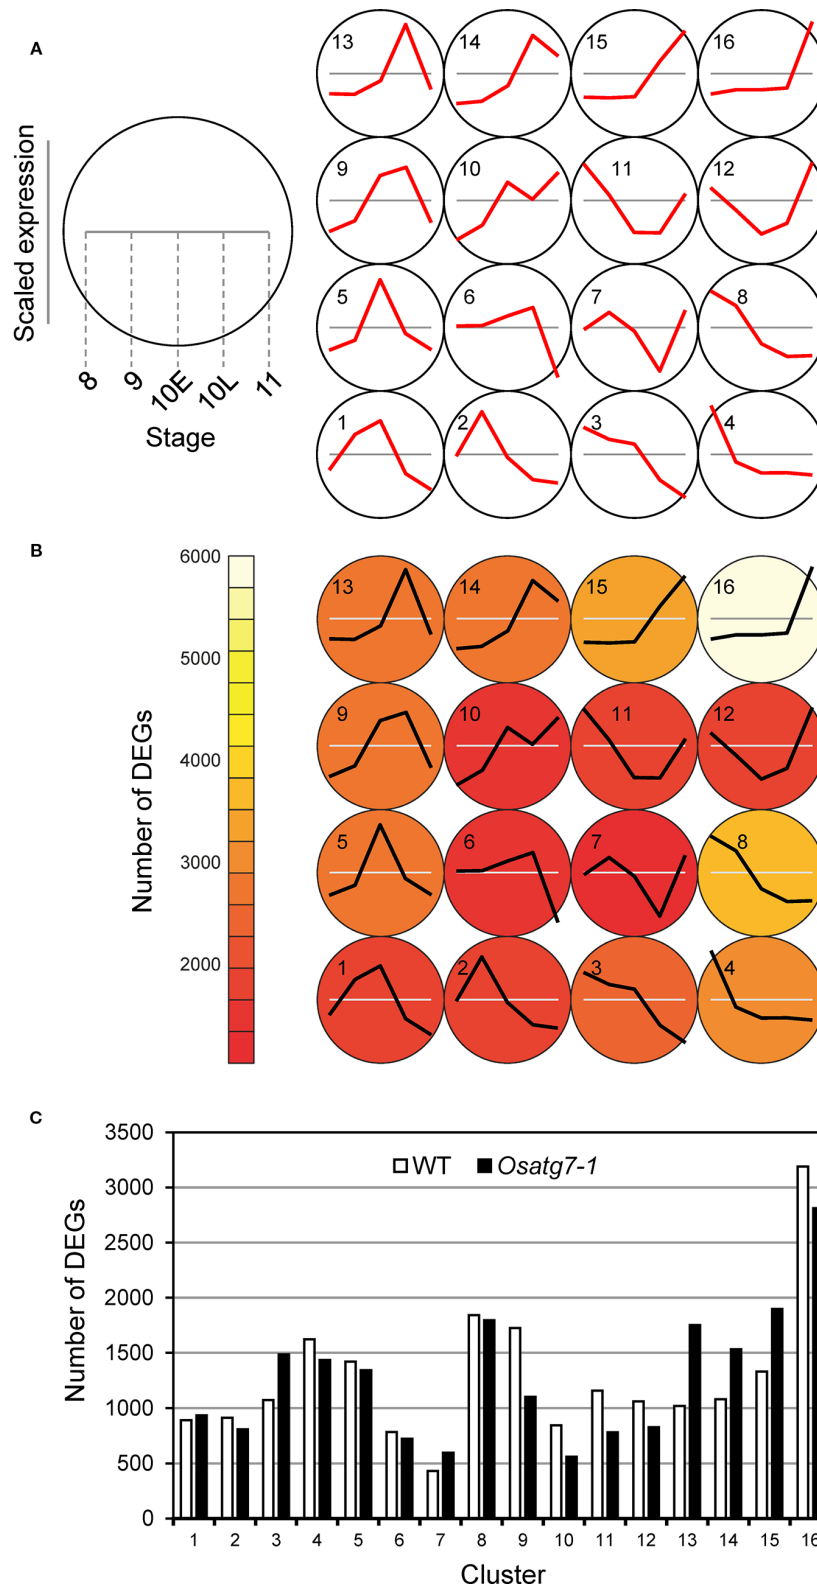 A
Scaled expression
8 9 10E 10L 11
Stage
13 14 15 16
9 10 11 12
5 6 7 8
1 2 3 4
B
Number of DEGs
6000
5000
4000
3000
2000
13 14 15 16
9 10 11 12
5 6 7 8
1 2 3 4
C
Number of DEGs
3500
3000
2500
2000
1500
1000
500
0
WT Osatg7-1
1 2 3 4 5 6 7 8 9 10 11 12 13 14 15 16
Cluster